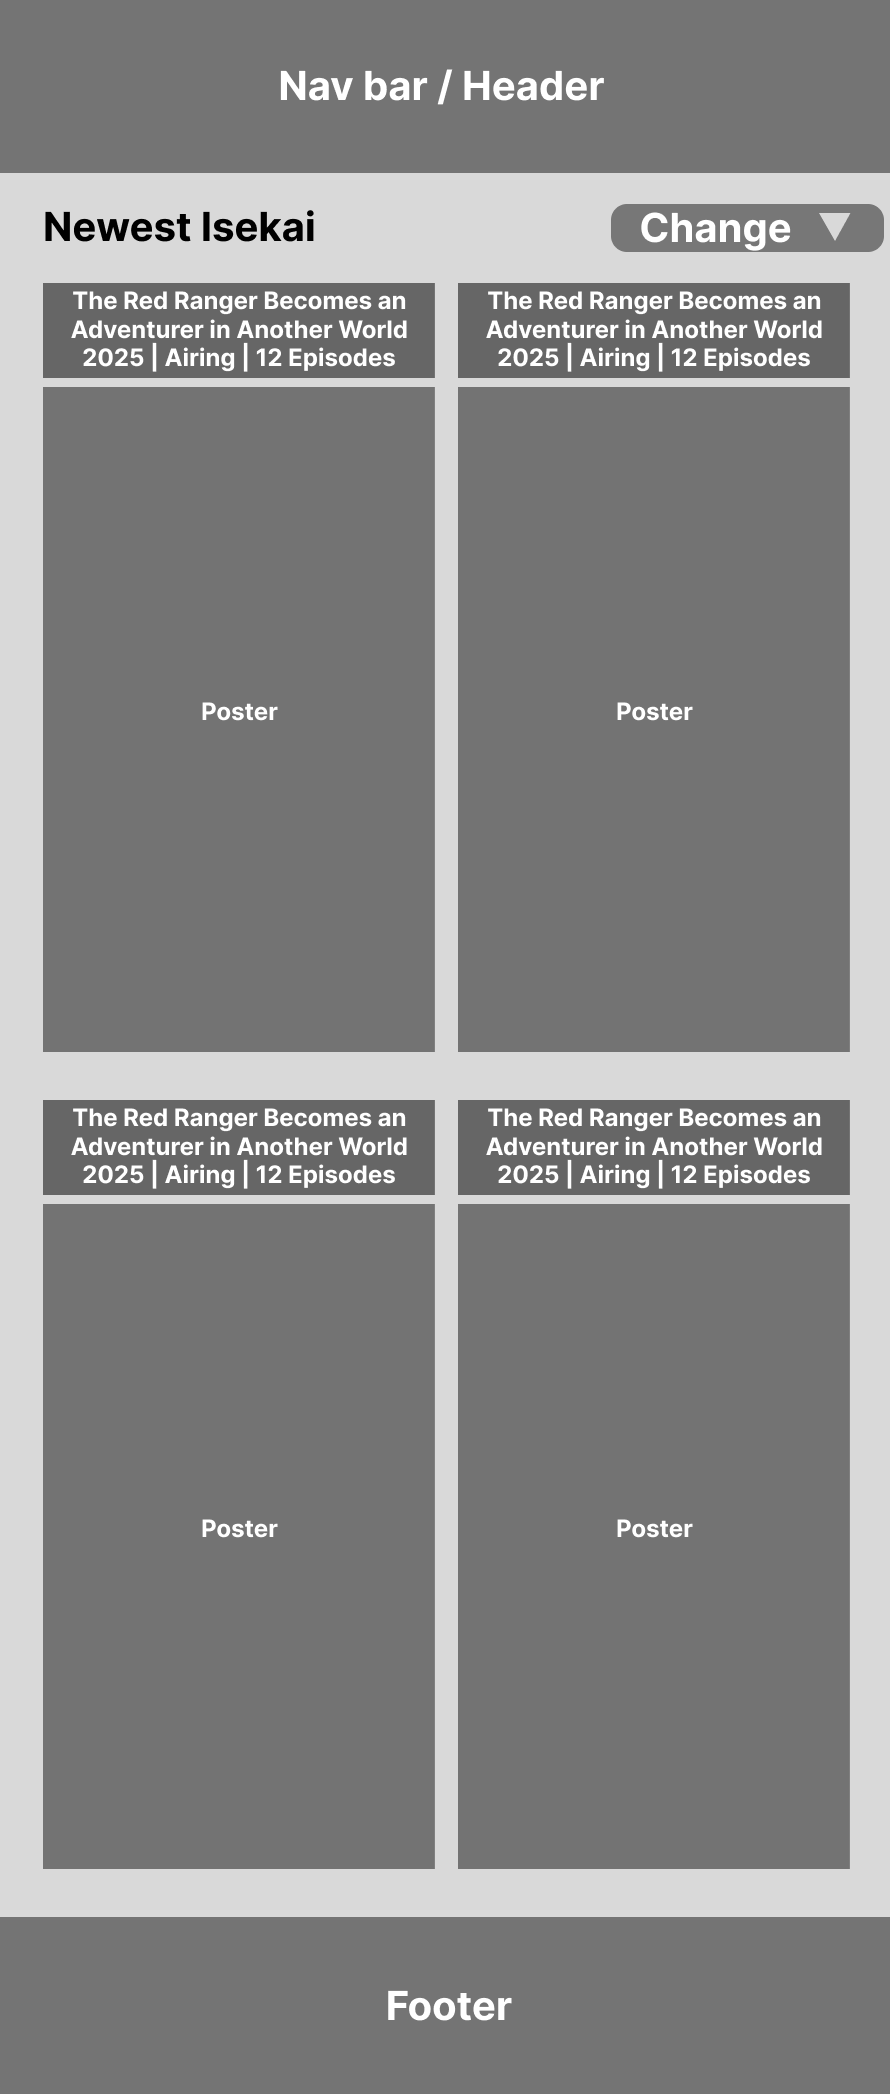 Nav bar / Header
Newest Isekai
Change
The Red Ranger Becomes an
Adventurer in Another World
2025 | Airing | 12 Episodes
The Red Ranger Becomes an
Adventurer in Another World
2025 | Airing | 12 Episodes
Poster
Poster
The Red Ranger Becomes an
Adventurer in Another World
2025 | Airing | 12 Episodes
The Red Ranger Becomes an
Adventurer in Another World
2025 | Airing | 12 Episodes
Poster
Poster
Footer